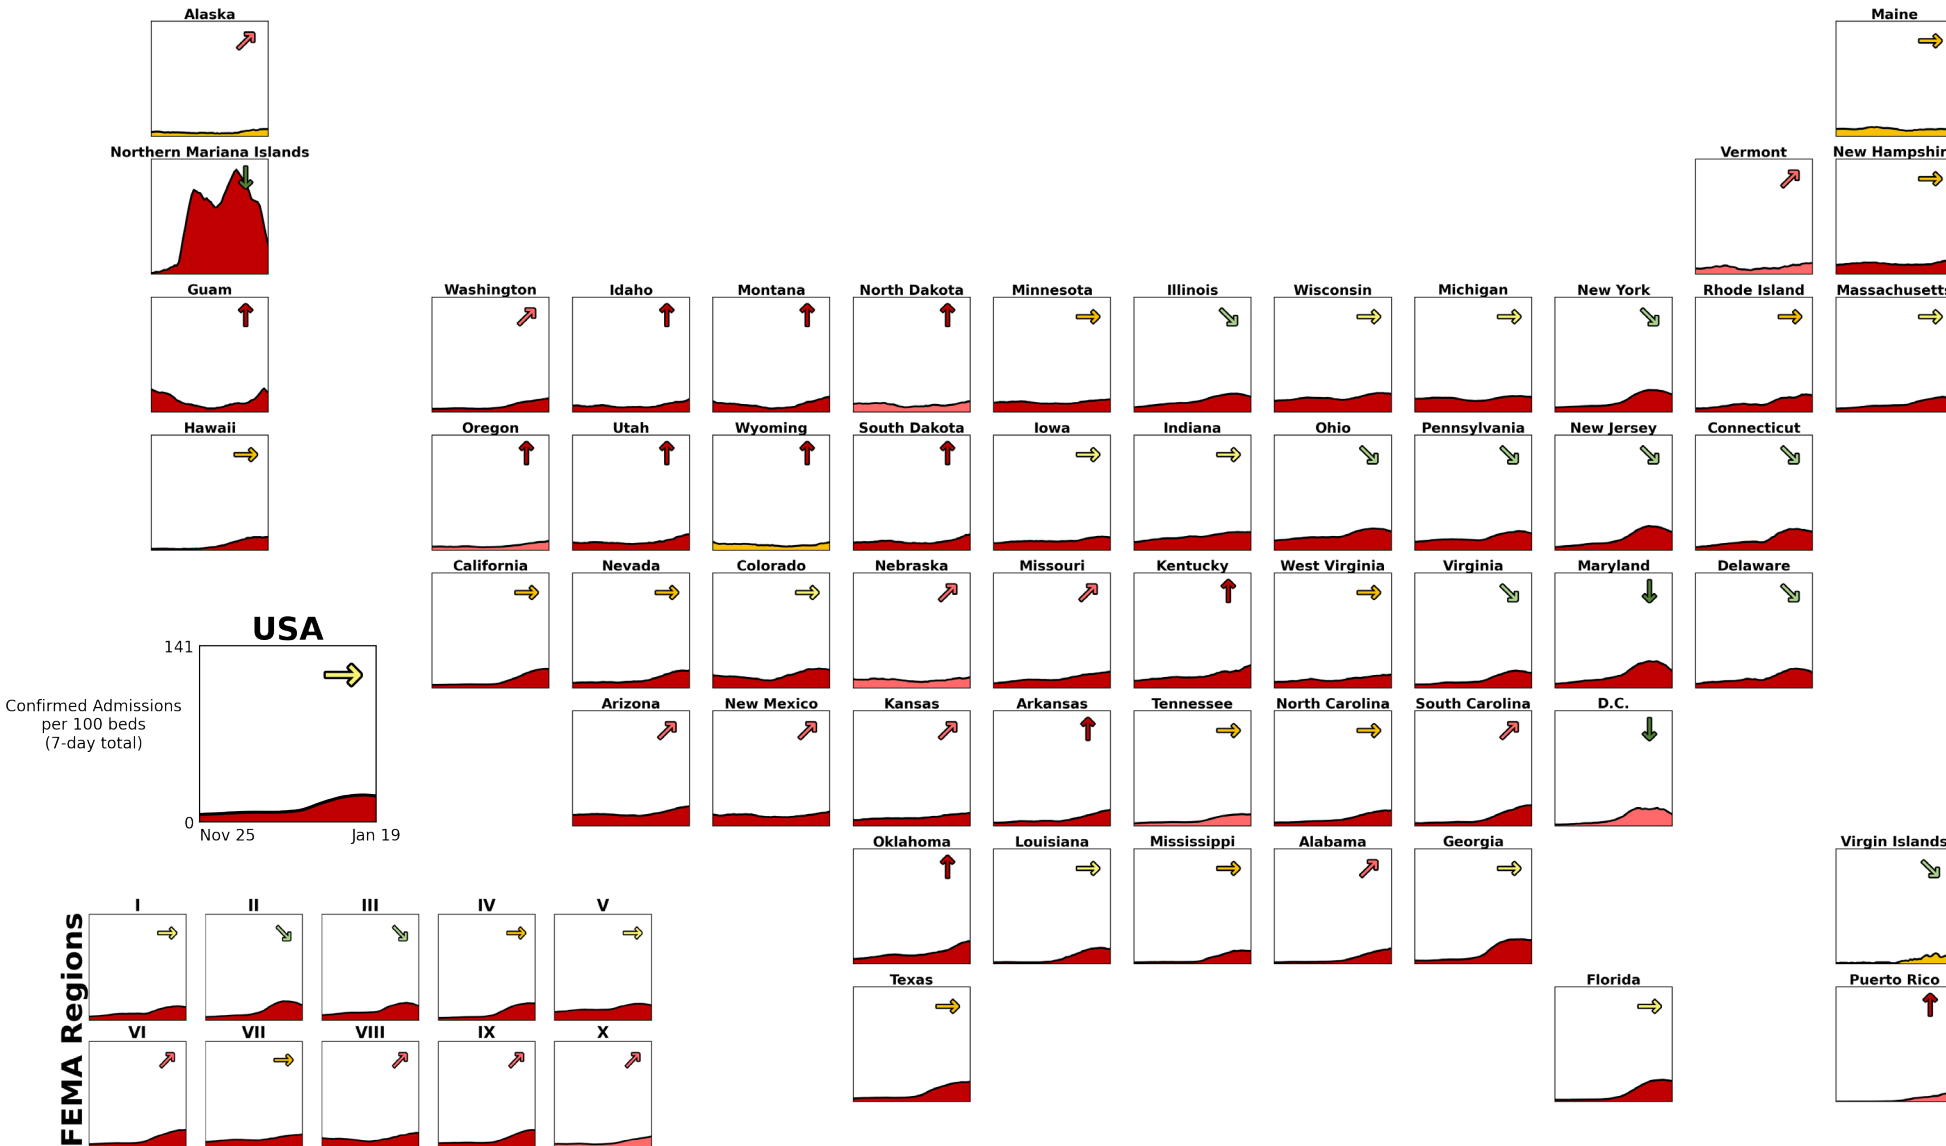 Alaska
Maine
Northern Mariana Islands
Vermont
New Hampshir
Guam
Washington
Idaho
Montana
North Dakota
Minnesota
Illinois
Wisconsin
Michigan
New York
Rhode Island
Massachusetts
Hawaii
Oregon
Utah
Wyoming
South Dakota
Iowa
Indiana
Ohio
Pennsylvania
New Jersey
Connecticut
California
Nevada
Colorado
Nebraska
Missouri
Kentucky
West Virginia
Virginia
Maryland
Delaware
USA
141
Confirmed Admissions
per 100 beds
(7-day total)
0
Nov 25
Jan 19
Arizona
New Mexico
Kansas
Arkansas
Tennessee
North Carolina
South Carolina
D.C.
Oklahoma
Louisiana
Mississippi
Alabama
Georgia
Virgin Islands
Texas
Florida
Puerto Rico
FEMA Regions
I
II
III
IV
V
VI
VII
VIII
IX
X